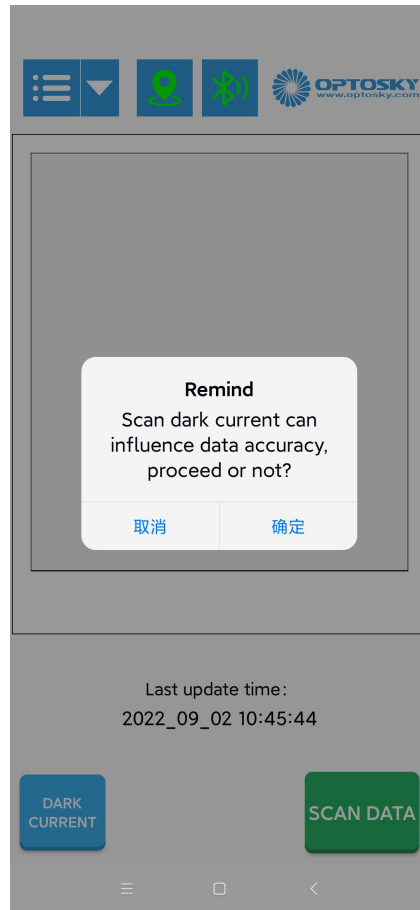 OPTOSKY
www.optosky.com
Remind
Scan dark current can
influence data accuracy,
proceed or not?
取消
确定
Last update time:
2022_09_02 10:45:44
DARK
CURRENT
SCAN DATA